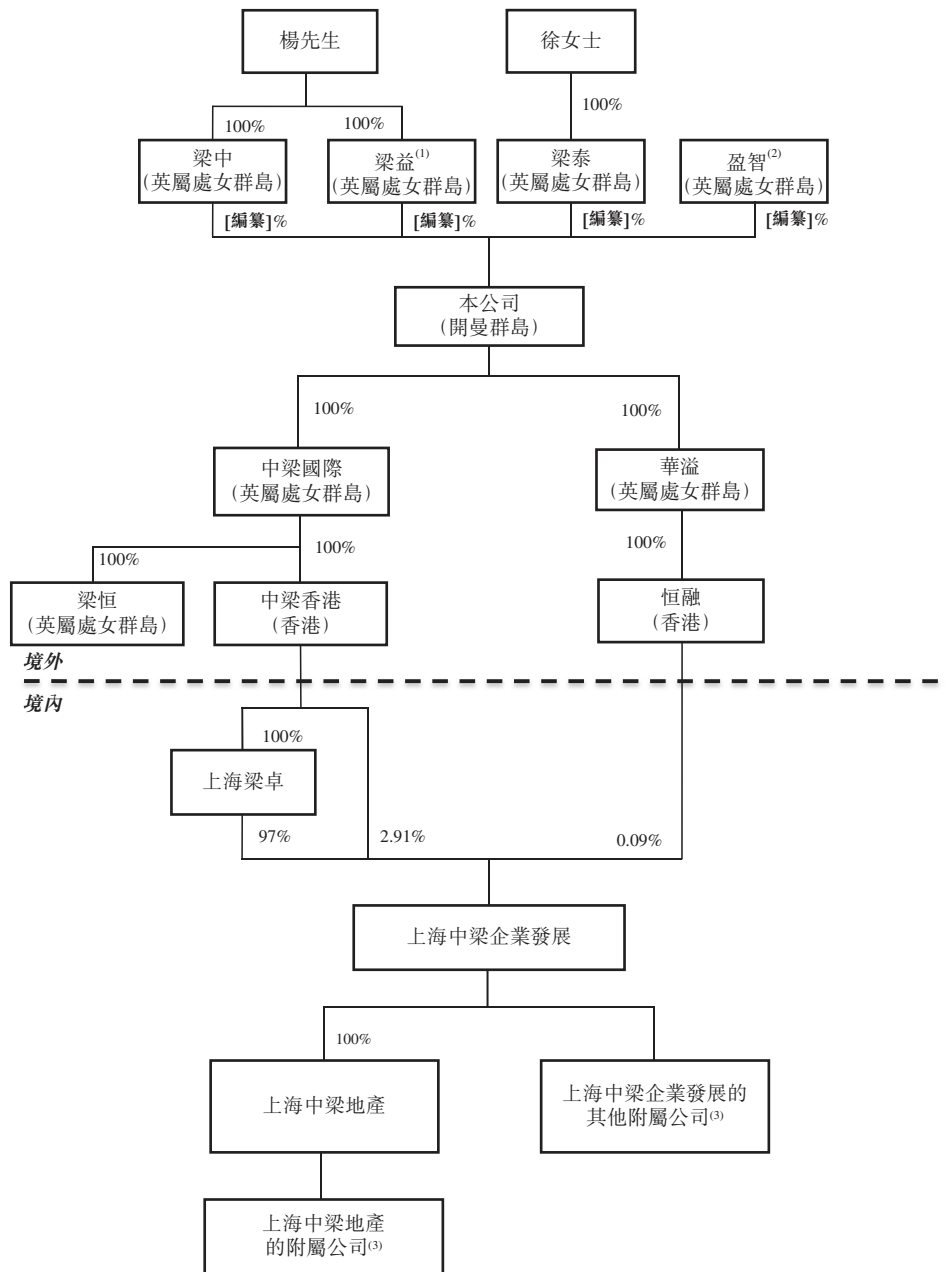 楊先生
徐女士
100%
100%
100%
梁中
(英屬處女群島)
梁益(1)
(英屬處女群島)
梁泰
(英屬處女群島)
盈智(2)
(英屬處女群島)
[編纂]%
[編纂]%
[編纂]%
[編纂]%
本公司
(開曼群島)
100%
100%
中梁國際
(英屬處女群島)
華溢
(英屬處女群島)
100%
100%
100%
梁恒
(英屬處女群島)
中梁香港
(香港)
恒融
(香港)
境外
境內
100%
上海梁卓
97%
2.91%
0.09%
上海中梁企業發展
100%
上海中梁地產
上海中梁企業發展的
其他附屬公司(3)
上海中梁地產
的附屬公司(3)